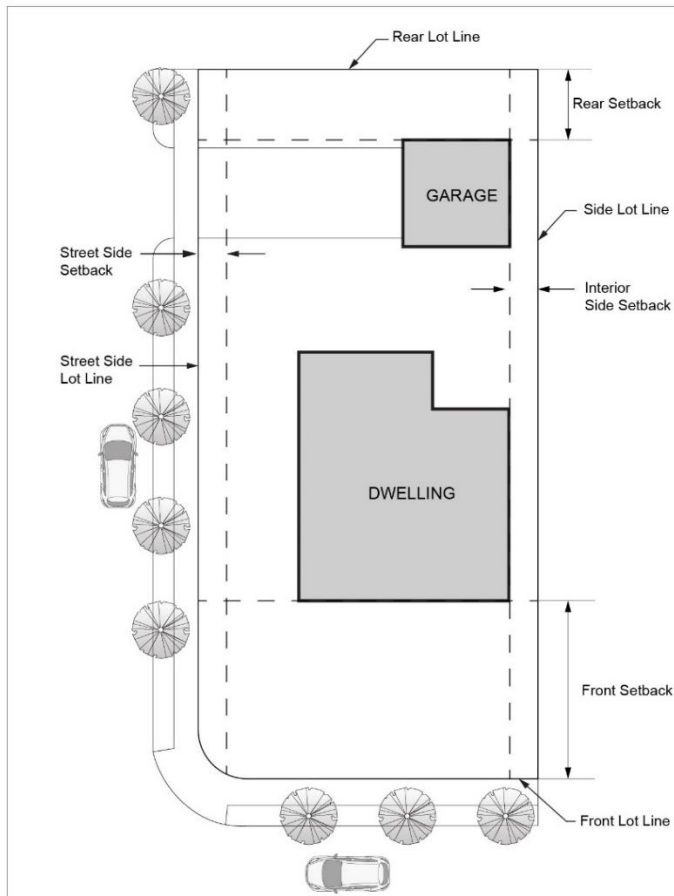 Rear Lot Line
Rear Setback
GARAGE
Side Lot Line
Street Side
Setback
Interior
Side Setback
Street Side
Lot Line
DWELLING
Front Setback
Front Lot Line